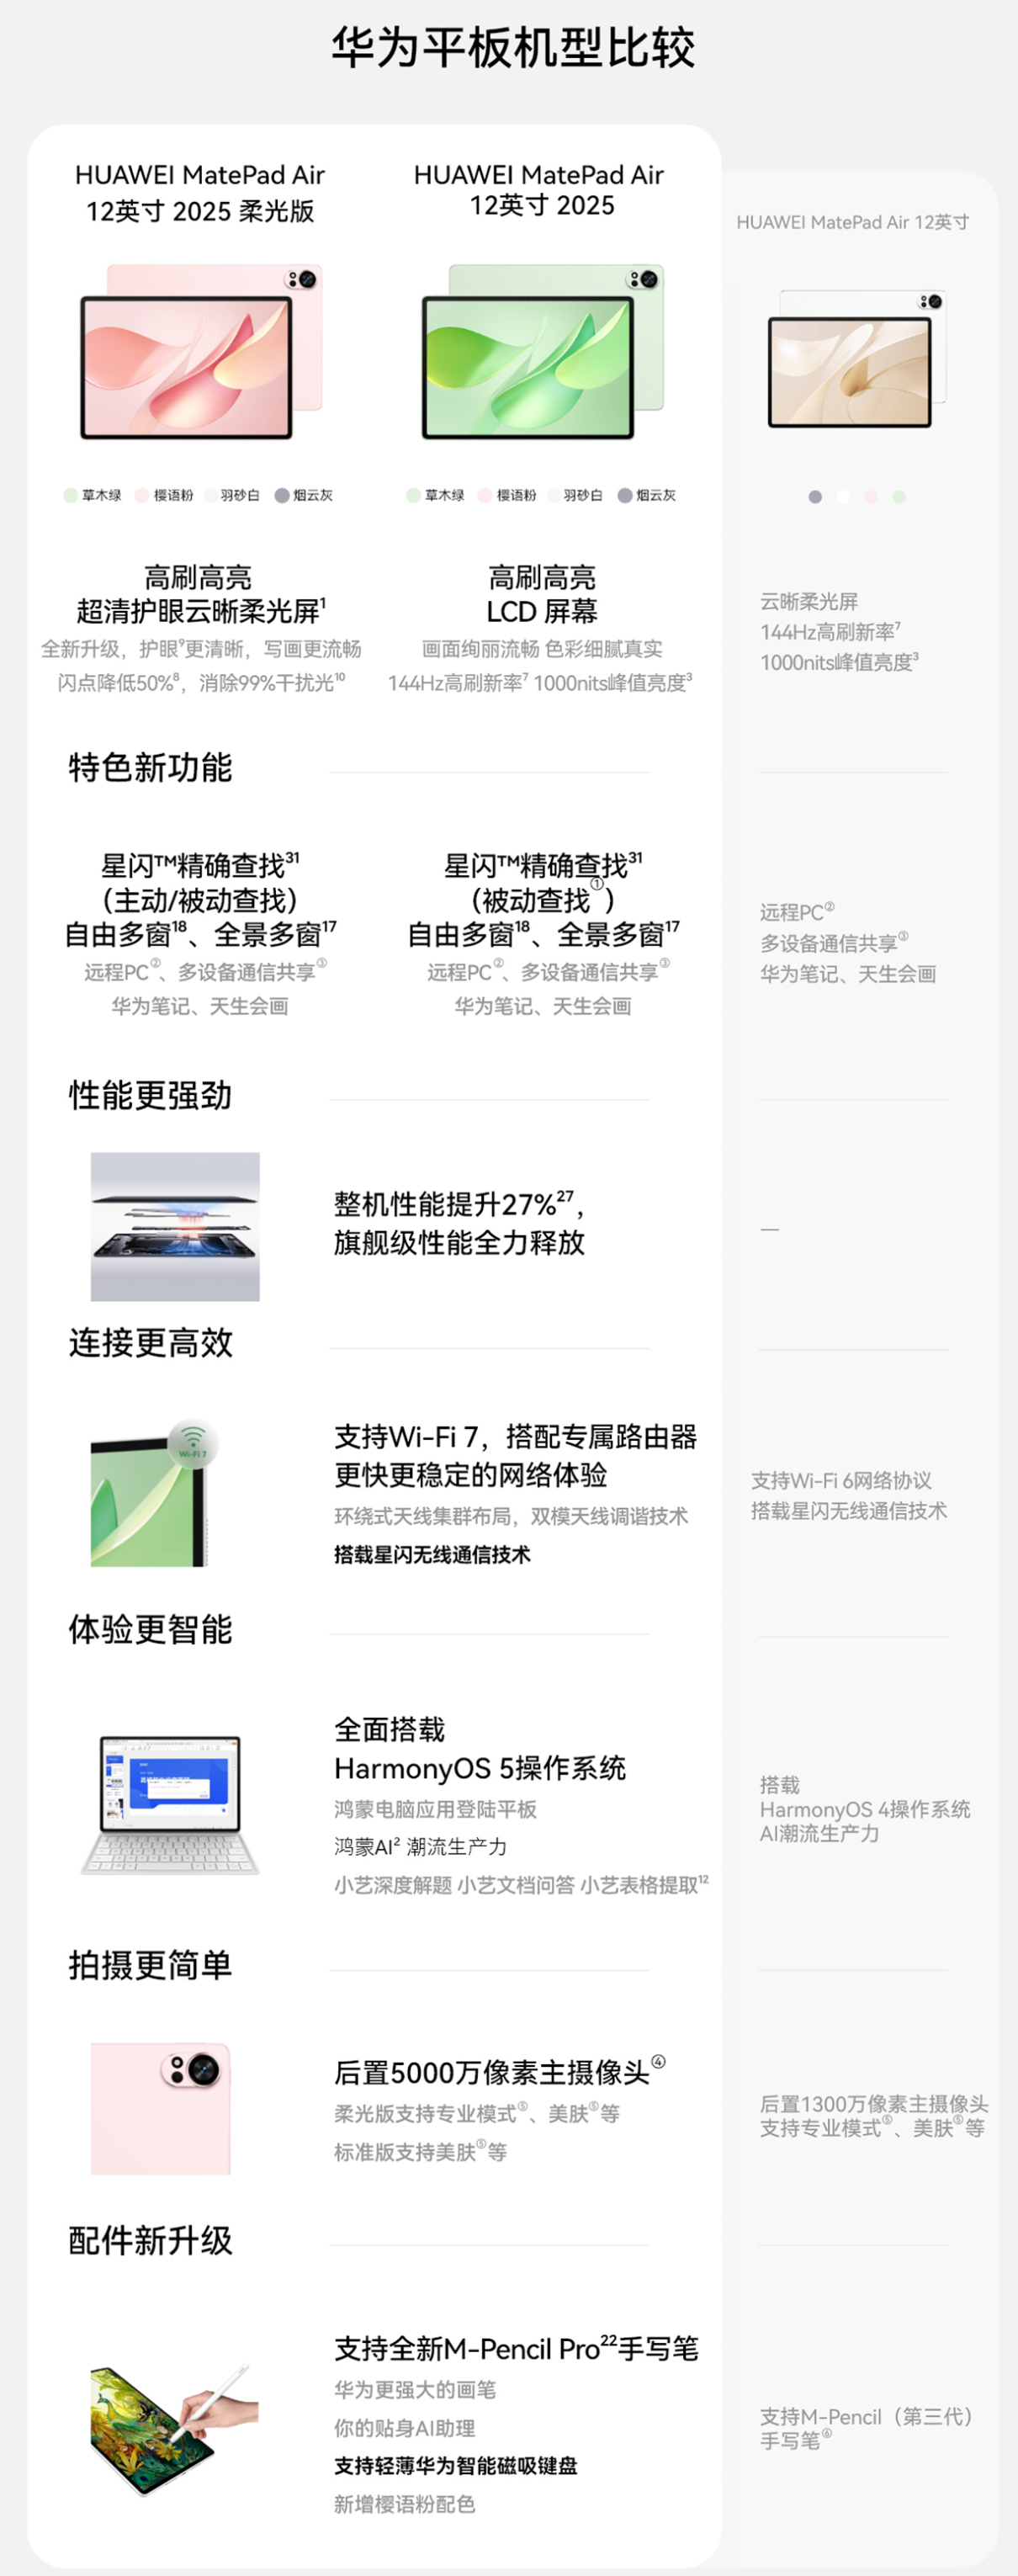 华为平板机型比较
HUAWEI MatePad Air
12英寸 2025 柔光版
HUAWEI MatePad Air
12英寸 2025
HUAWEI MatePad Air 12英寸
草木绿 樱语粉 羽砂白 烟云灰
草木绿 樱语粉 羽砂白 烟云灰
高刷高亮
超清护眼云晰柔光屏1
全新升级，护眼9更清晰，写画更流畅
闪点降低50%8，消除99%干扰光10
高刷高亮
LCD 屏幕
画面绚丽流畅 色彩细腻真实
144Hz高刷新率7 1000nits峰值亮度3
云晰柔光屏
144Hz高刷新率7
1000nits峰值亮度3
特色新功能
星闪™精确查找31
（主动/被动查找）
自由多窗18、全景多窗17
远程PC②、多设备通信共享③
华为笔记、天生会画
星闪™精确查找31
（被动查找①）
自由多窗18、全景多窗17
远程PC②、多设备通信共享③
华为笔记、天生会画
远程PC②
多设备通信共享③
华为笔记、天生会画
性能更强劲
整机性能提升27%27，
旗舰级性能全力释放
—
连接更高效
Wi-Fi 7
支持Wi-Fi 7，搭配专属路由器
更快更稳定的网络体验
环绕式天线集群布局，双模天线调谐技术
搭载星闪无线通信技术
支持Wi-Fi 6网络协议
搭载星闪无线通信技术
体验更智能
全面搭载
HarmonyOS 5操作系统
鸿蒙电脑应用登陆平板
鸿蒙AI2 潮流生产力
小艺深度解题 小艺文档问答 小艺表格提取12
搭载
HarmonyOS 4操作系统
AI潮流生产力
拍摄更简单
后置5000万像素主摄像头④
柔光版支持专业模式⑤、美肤⑤等
标准版支持美肤⑤等
后置1300万像素主摄像头
支持专业模式⑤、美肤⑤等
配件新升级
支持全新M-Pencil Pro22手写笔
华为更强大的画笔
你的贴身AI助理
支持轻薄华为智能磁吸键盘
新增樱语粉配色
支持M-Pencil（第三代）
手写笔⑥